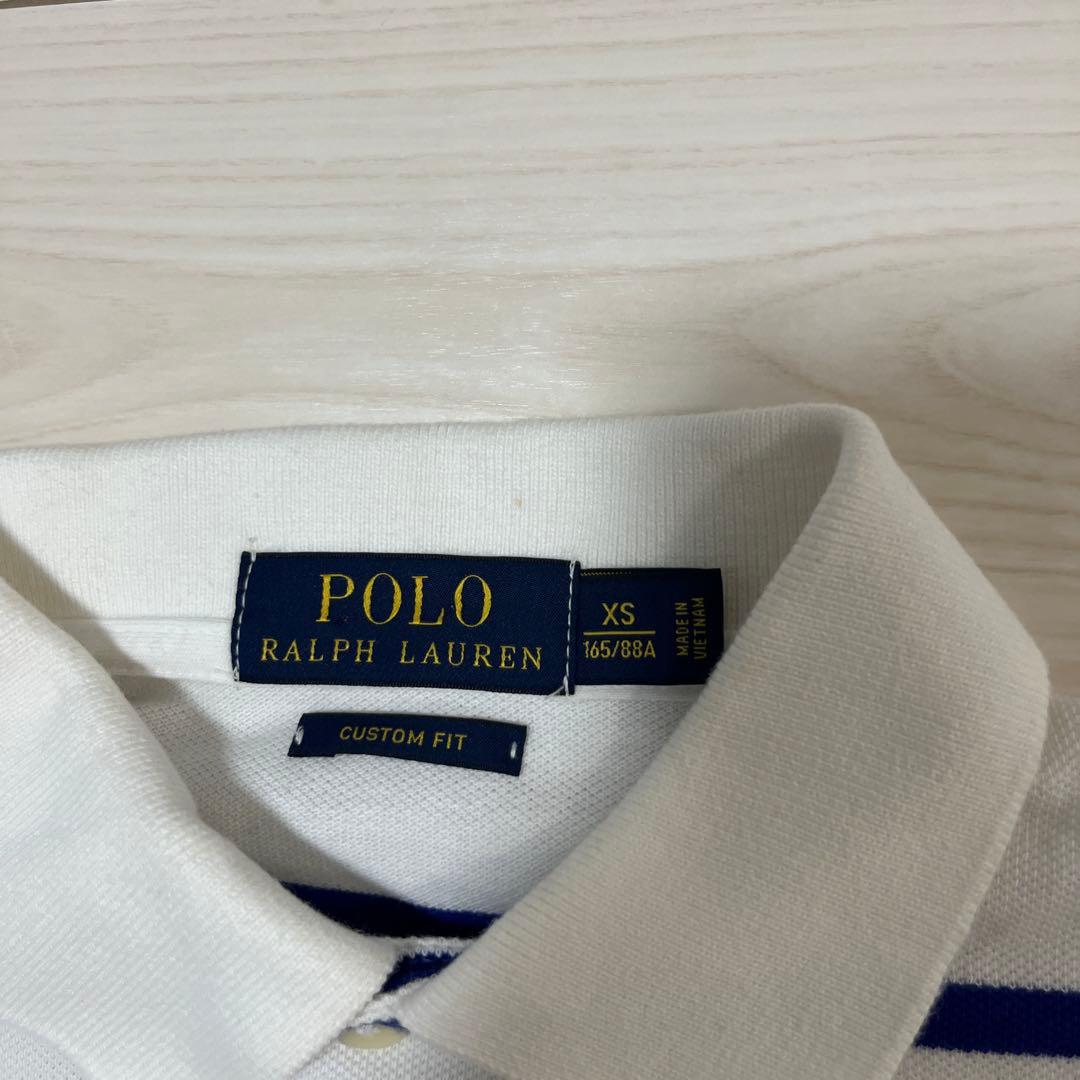 POLO
RALPH LAUREN
XS
165/88A
MADE IN
VIETNAM
CUSTOM FIT